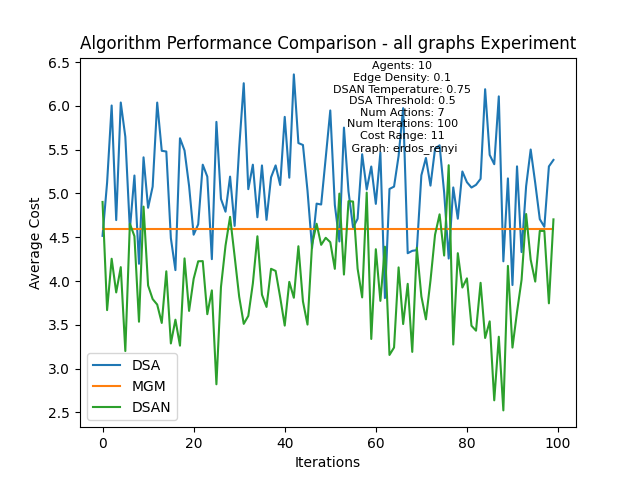 Algorithm Performance Comparison - all graphs Experiment
Agents: 10
Edge Density: 0.1
DSAN Temperature: 0.75
DSA Threshold: 0.5
Num Actions: 7
Num Iterations: 100
Cost Range: 11
Graph: erdos_renyi
6.5
6.0
5.5
5.0
4.5
4.0
3.5
3.0
2.5
Average Cost
DSA
MGM
DSAN
0
20
40
60
80
100
Iterations